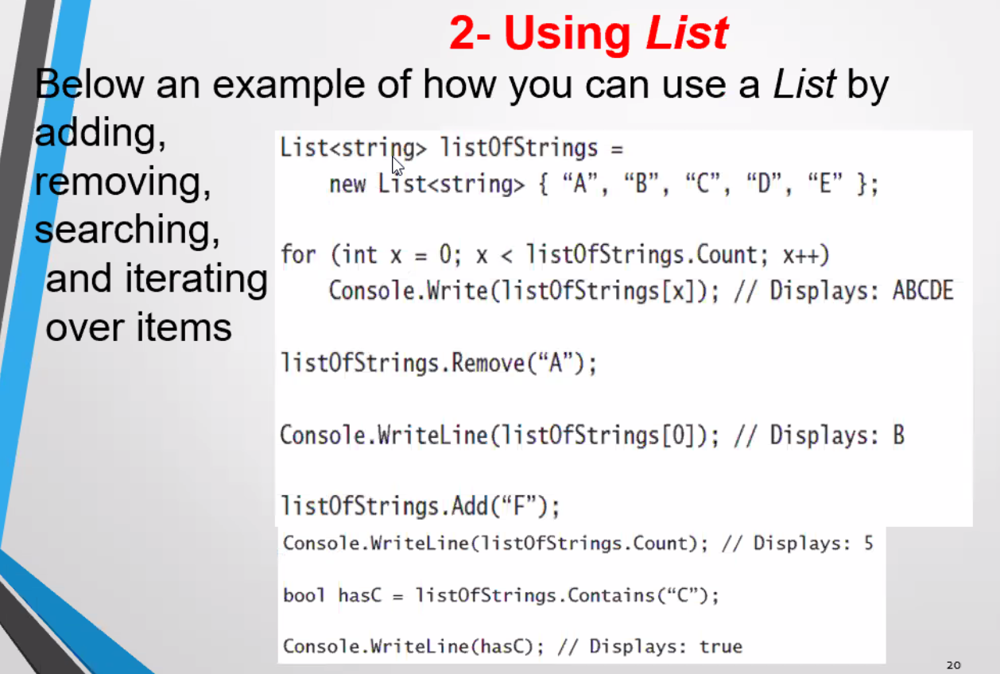 2- Using List
Below an example of how you can use a List by
adding,
removing,
searching,
and iterating
over items
List<string> listOfStrings =
new List<string> { “A”, “B”, “C”, “D”, “E” };
for (int x = 0; x < listOfStrings.Count; x++)
Console.Write(listOfStrings[x]); // Displays: ABCDE
listOfStrings.Remove(“A”);
Console.WriteLine(listOfStrings[0]); // Displays: B
listOfStrings.Add(“F”);
Console.WriteLine(listOfStrings.Count); // Displays: 5
bool hasC = listOfStrings.Contains(“C”);
Console.WriteLine(hasC); // Displays: true
20